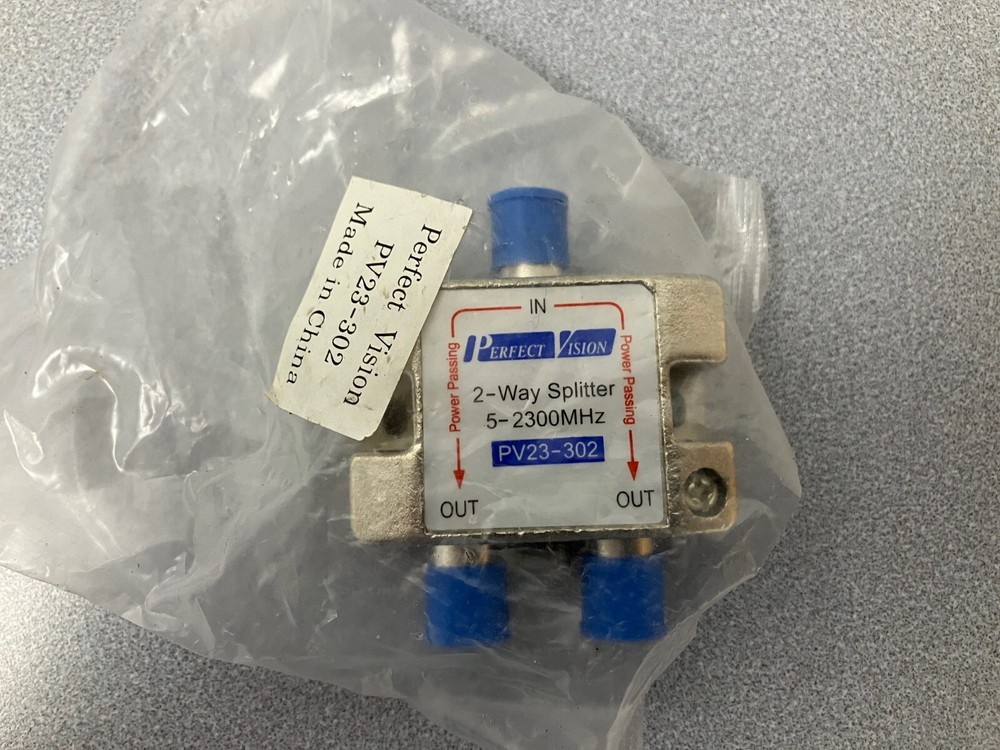 Perfect Vision
PV23-302
Made in China
IN
PERFECT VISION
Power Passing
Power Passing
2-Way Splitter
5-2300MHz
PV23-302
OUT
OUT